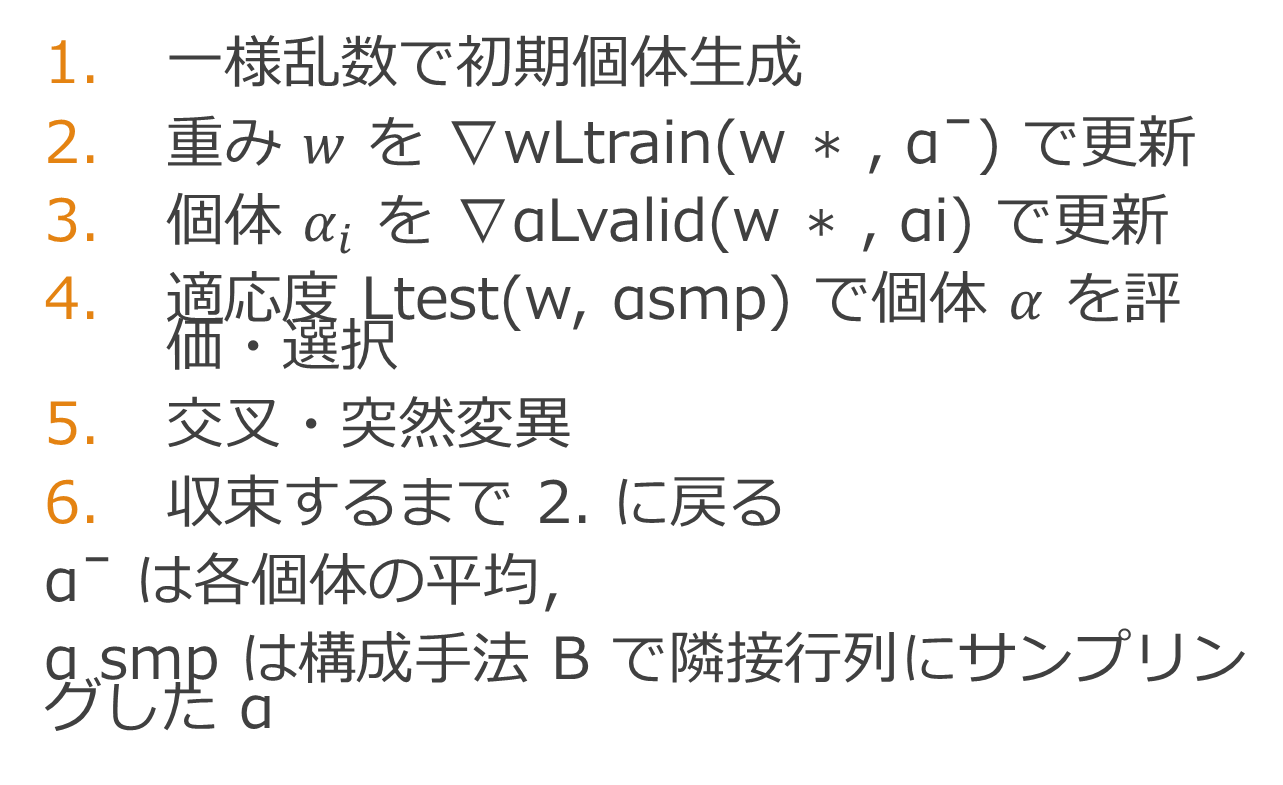 1. 一様乱数で初期個体生成
2. 重み 𝑤 を ∇wLtrain(w ∗ , α¯) で更新
3. 個体 𝛼𝑖 を ∇αLvalid(w ∗ , αi) で更新
4. 適応度 Ltest(w, αsmp) で個体 𝛼 を評
価・選択
5. 交叉・突然変異
6. 収束するまで 2. に戻る
α¯ は各個体の平均,
α smp は構成手法 B で隣接行列にサンプリン
グした α